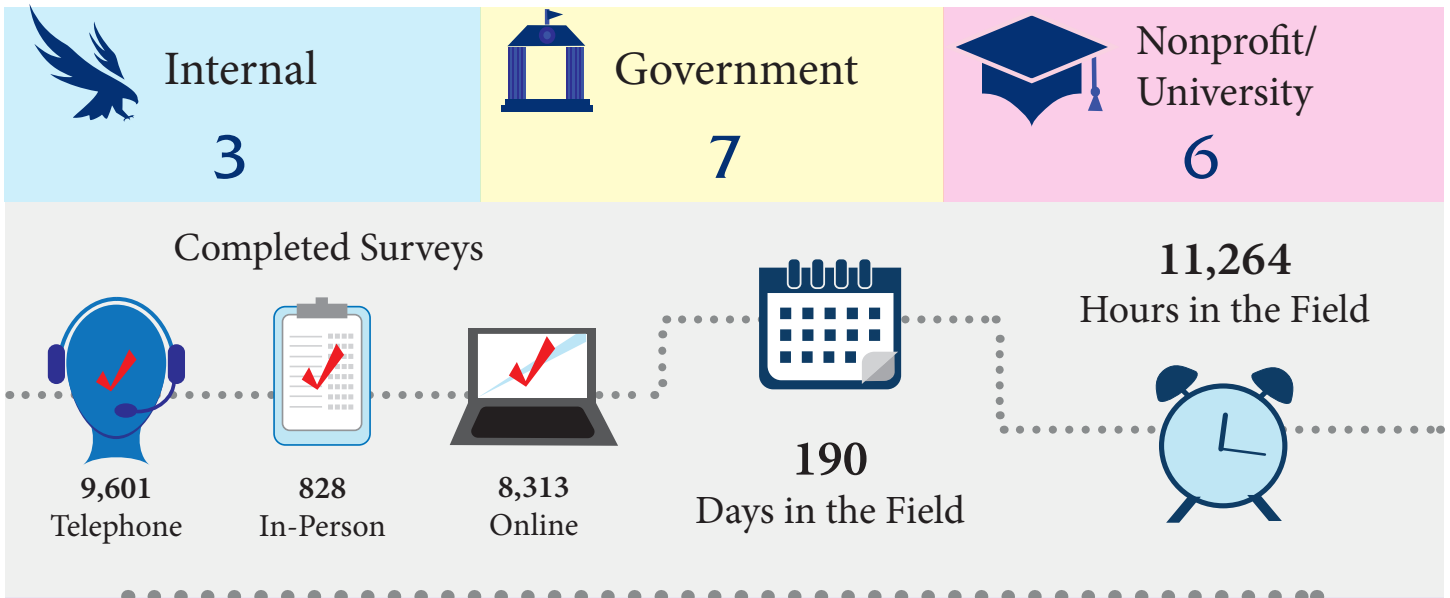 Internal
3
Government
7
Nonprofit/
University
6
Completed Surveys
9,601
Telephone
828
In-Person
8,313
Online
190
Days in the Field
11,264
Hours in the Field